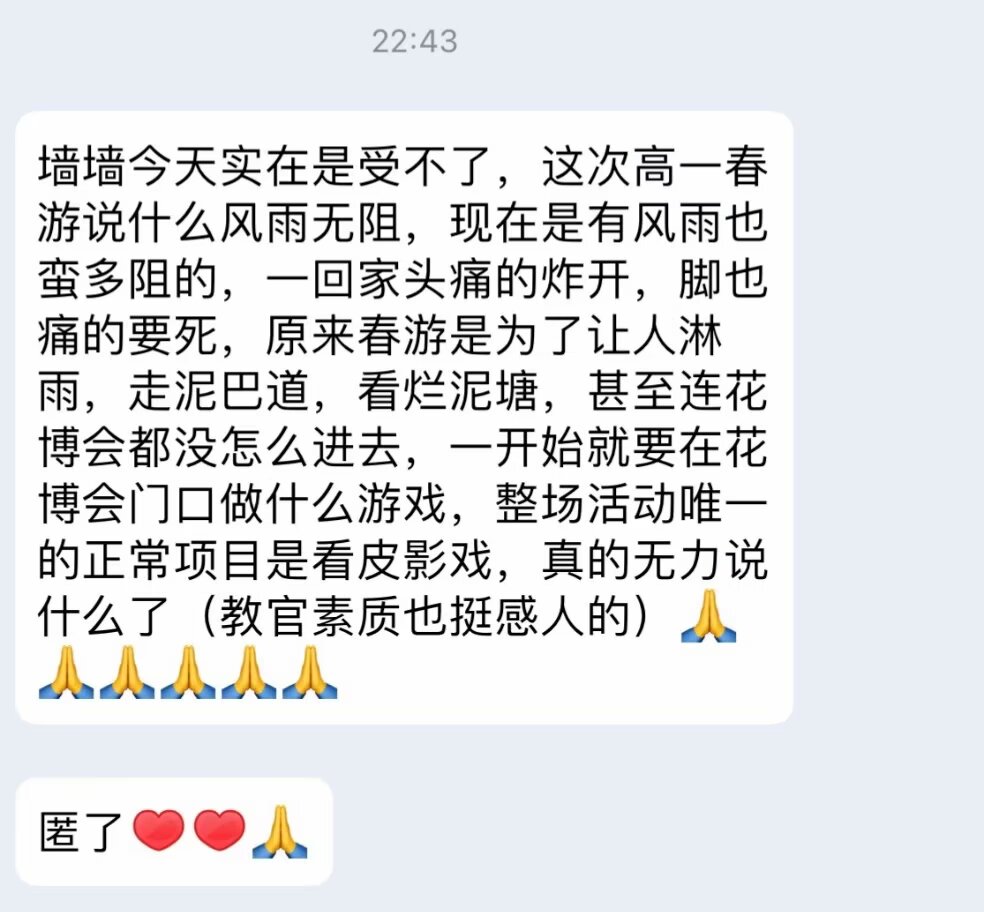 22:43
墙墙今天实在是受不了，这次高一春
游说什么风雨无阻，现在是有风雨也
蛮多阻的，一回家头痛的炸开，脚也
痛的要死，原来春游是为了让人淋
雨，走泥巴道，看烂泥塘，甚至连花
博会都没怎么进去，一开始就要在花
博会门口做什么游戏，整场活动唯一
的正常项目是看皮影戏，真的无力说
什么了（教官素质也挺感人的）🙏
🙏🙏🙏🙏🙏
匿了❤️❤️🙏